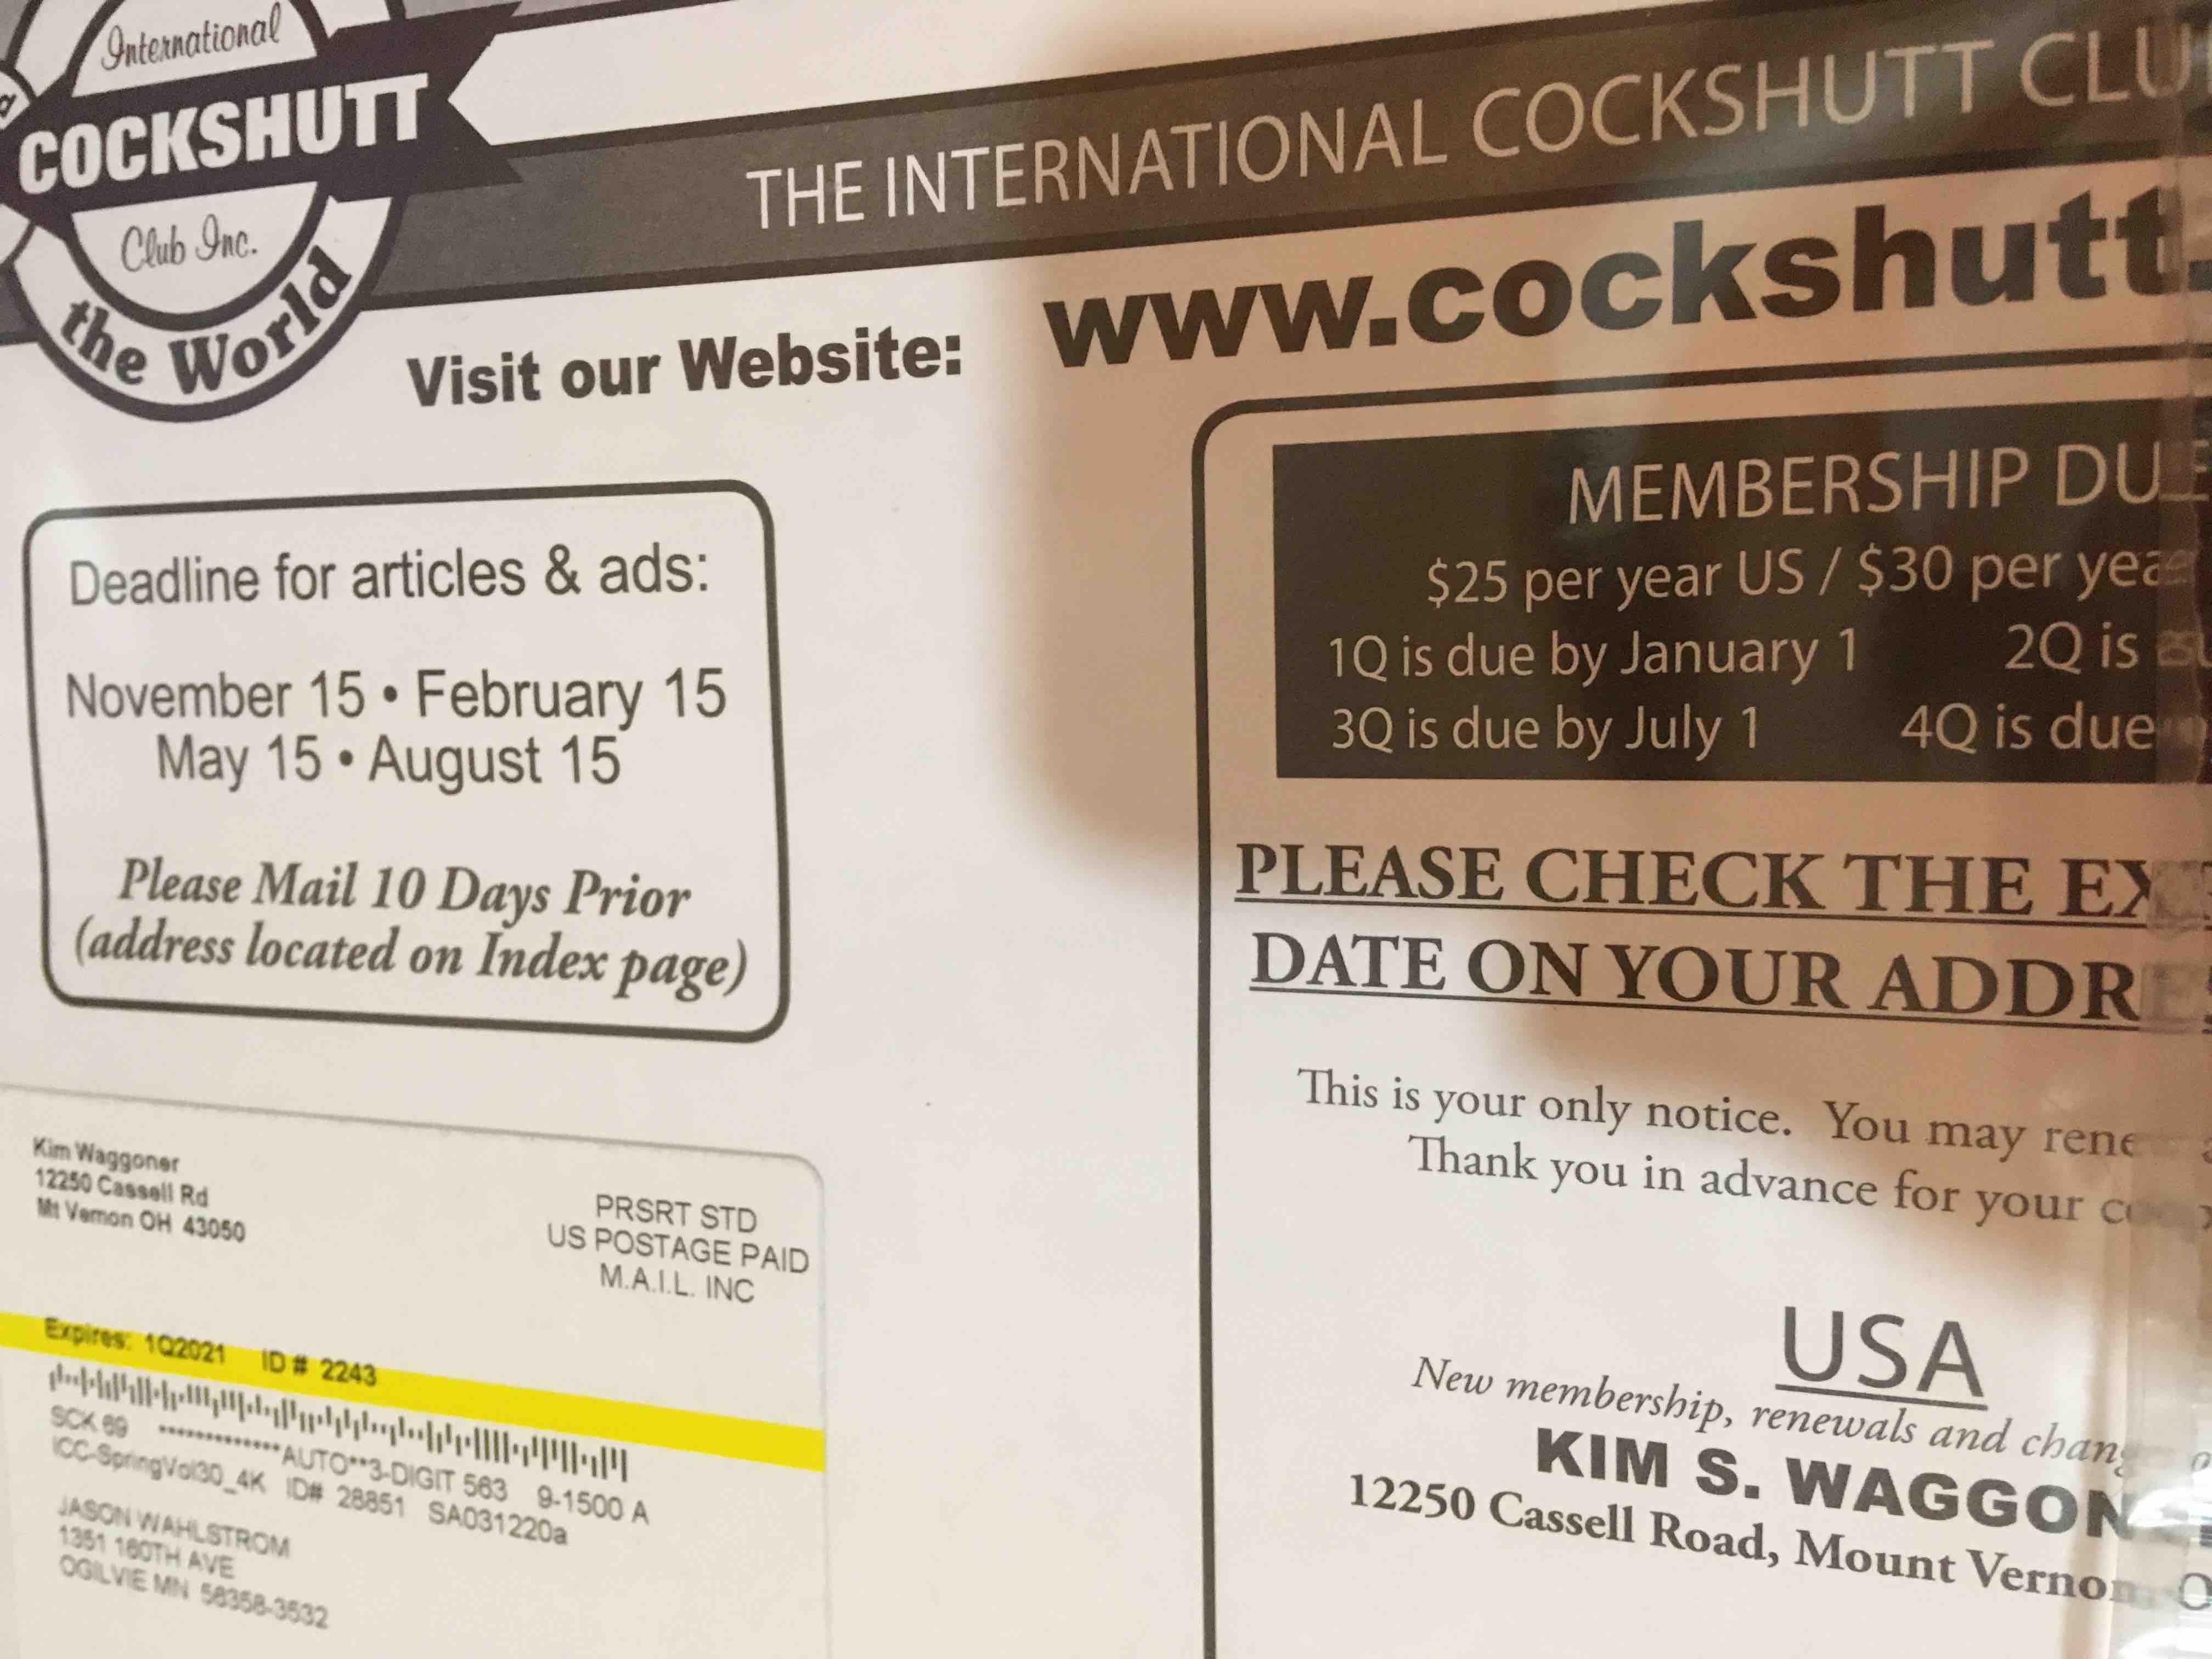 International
COCKSHUTT
Club Inc.
the World
THE INTERNATIONAL COCKSHUTT CLU
Visit our Website: www.cockshutt.
Deadline for articles & ads:
November 15 • February 15
May 15 • August 15
Please Mail 10 Days Prior
(address located on Index page)
MEMBERSHIP DUE
$25 per year US / $30 per yea
1Q is due by January 1 2Q is
3Q is due by July 1 4Q is due
PLEASE CHECK THE EX
DATE ON YOUR ADDRE
This is your only notice. You may rene
Thank you in advance for your
USA
New membership, renewals and chan
KIM S. WAGGON
12250 Cassell Road, Mount Vernon
Kim Waggoner
12250 Cassell Rd
Mt Vernon OH 43050
PRSRT STD
US POSTAGE PAID
M.A.I.L. INC
Expires: 1Q2021 ID # 2243
SCK 69 *************AUTO**3-DIGIT 563 9-1500 A
ICC-SpringVol30_4K ID# 28851 SA031220a
JASON WAHLSTROM
1351 160TH AVE
OGILVIE MN 56358-3532